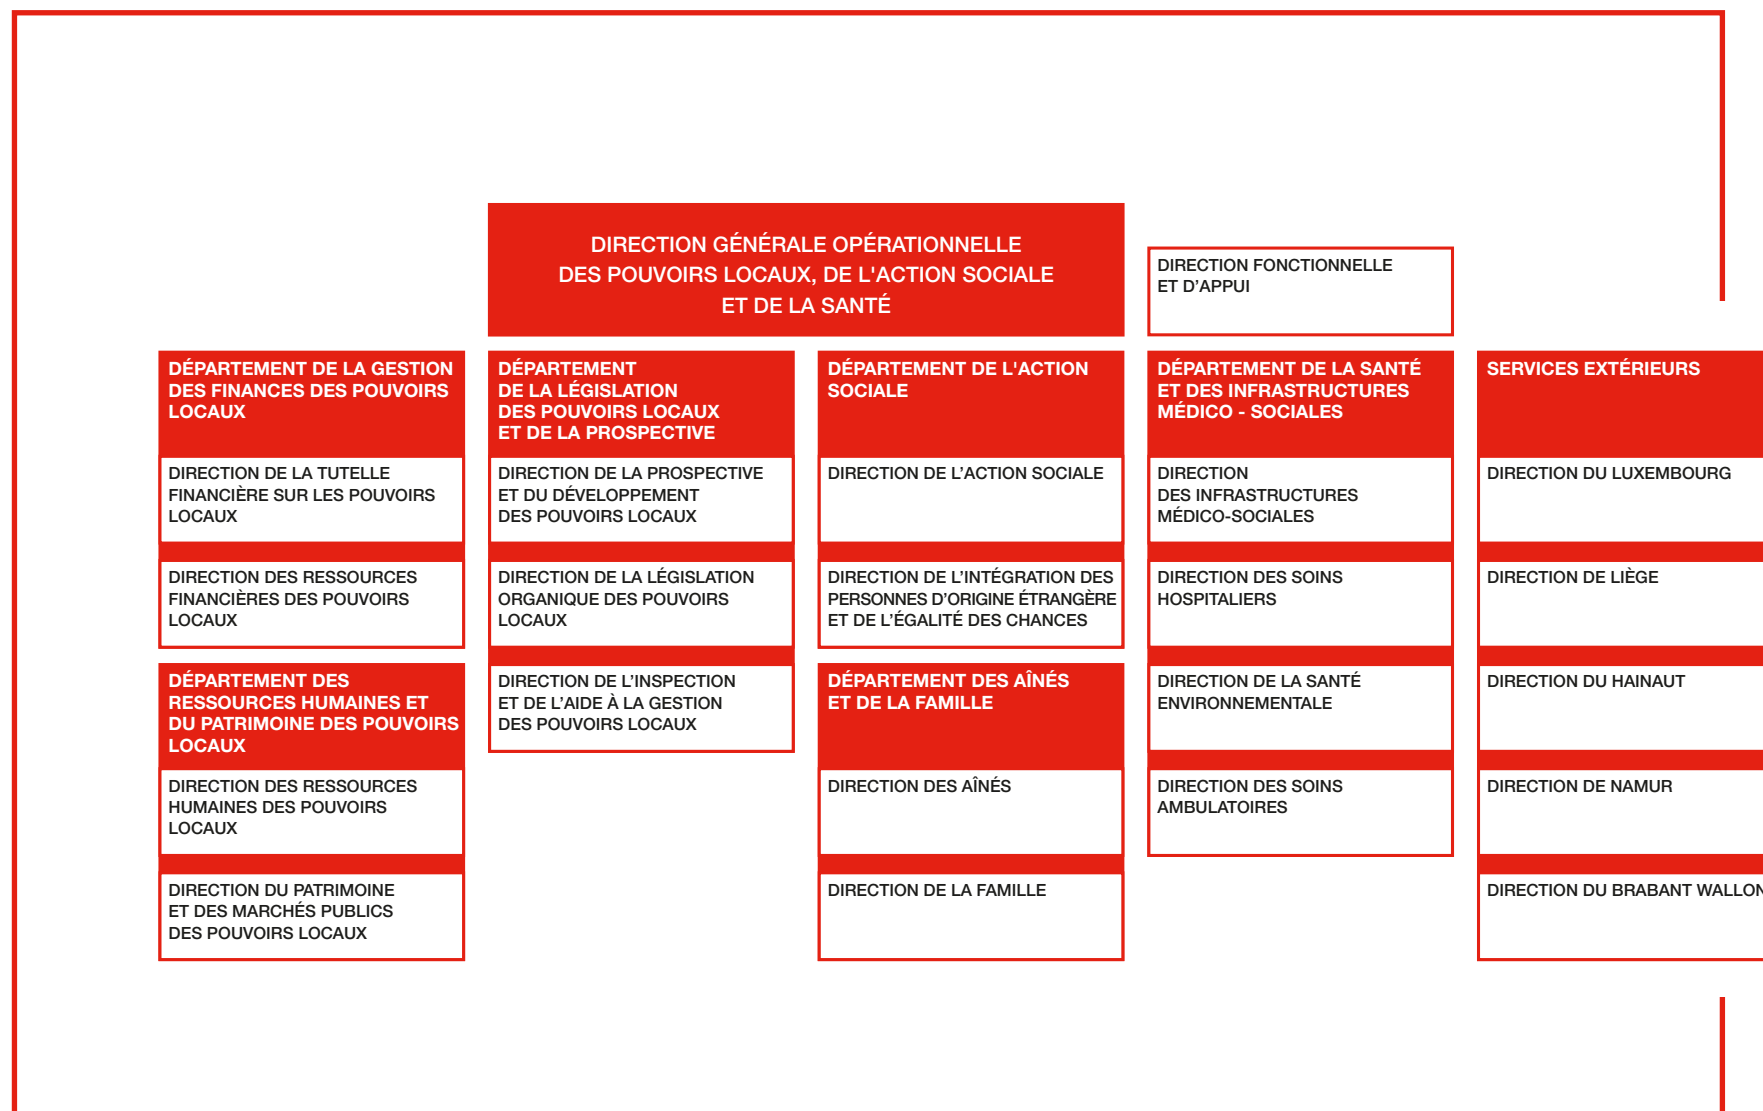 DIRECTION GÉNÉRALE OPÉRATIONNELLE
DES POUVOIRS LOCAUX, DE L'ACTION SOCIALE
ET DE LA SANTÉ
DIRECTION FONCTIONNELLE
ET D’APPUI
DÉPARTEMENT DE LA GESTION
DES FINANCES DES POUVOIRS
LOCAUX
DIRECTION DE LA TUTELLE
FINANCIÈRE SUR LES POUVOIRS
LOCAUX
DIRECTION DES RESSOURCES
FINANCIÈRES DES POUVOIRS
LOCAUX
DÉPARTEMENT DES
RESSOURCES HUMAINES ET
DU PATRIMOINE DES POUVOIRS
LOCAUX
DIRECTION DES RESSOURCES
HUMAINES DES POUVOIRS
LOCAUX
DIRECTION DU PATRIMOINE
ET DES MARCHÉS PUBLICS
DES POUVOIRS LOCAUX
DÉPARTEMENT
DE LA LÉGISLATION
DES POUVOIRS LOCAUX
ET DE LA PROSPECTIVE
DIRECTION DE LA PROSPECTIVE
ET DU DÉVELOPPEMENT
DES POUVOIRS LOCAUX
DIRECTION DE LA LÉGISLATION
ORGANIQUE DES POUVOIRS
LOCAUX
DIRECTION DE L’INSPECTION
ET DE L’AIDE À LA GESTION
DES POUVOIRS LOCAUX
DÉPARTEMENT DE L'ACTION
SOCIALE
DIRECTION DE L’ACTION SOCIALE
DIRECTION DE L’INTÉGRATION DES
PERSONNES D’ORIGINE ÉTRANGÈRE
ET DE L’ÉGALITÉ DES CHANCES
DÉPARTEMENT DES AÎNÉS
ET DE LA FAMILLE
DIRECTION DES AÎNÉS
DIRECTION DE LA FAMILLE
DÉPARTEMENT DE LA SANTÉ
ET DES INFRASTRUCTURES
MÉDICO - SOCIALES
DIRECTION
DES INFRASTRUCTURES
MÉDICO-SOCIALES
DIRECTION DES SOINS
HOSPITALIERS
DIRECTION DE LA SANTÉ
ENVIRONNEMENTALE
DIRECTION DES SOINS
AMBULATOIRES
SERVICES EXTÉRIEURS
DIRECTION DU LUXEMBOURG
DIRECTION DE LIÈGE
DIRECTION DU HAINAUT
DIRECTION DE NAMUR
DIRECTION DU BRABANT WALLON